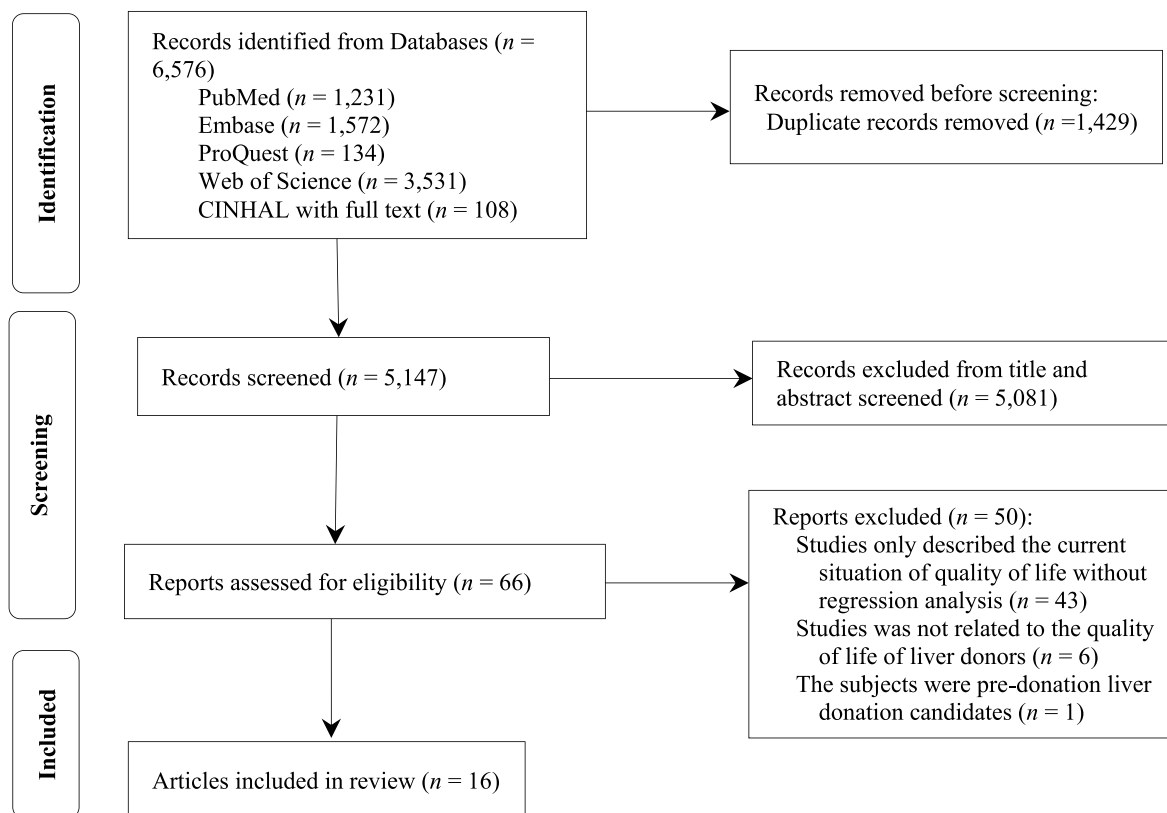 Identification
Records identified from Databases (n =
6,576)
PubMed (n = 1,231)
Embase (n = 1,572)
ProQuest (n = 134)
Web of Science (n = 3,531)
CINHAL with full text (n = 108)
Records removed before screening:
Duplicate records removed (n =1,429)
Screening
Records screened (n = 5,147)
Records excluded from title and
abstract screened (n = 5,081)
Reports assessed for eligibility (n = 66)
Reports excluded (n = 50):
Studies only described the current
situation of quality of life without
regression analysis (n = 43)
Studies was not related to the quality
of life of liver donors (n = 6)
The subjects were pre-donation liver
donation candidates (n = 1)
Included
Articles included in review (n = 16)